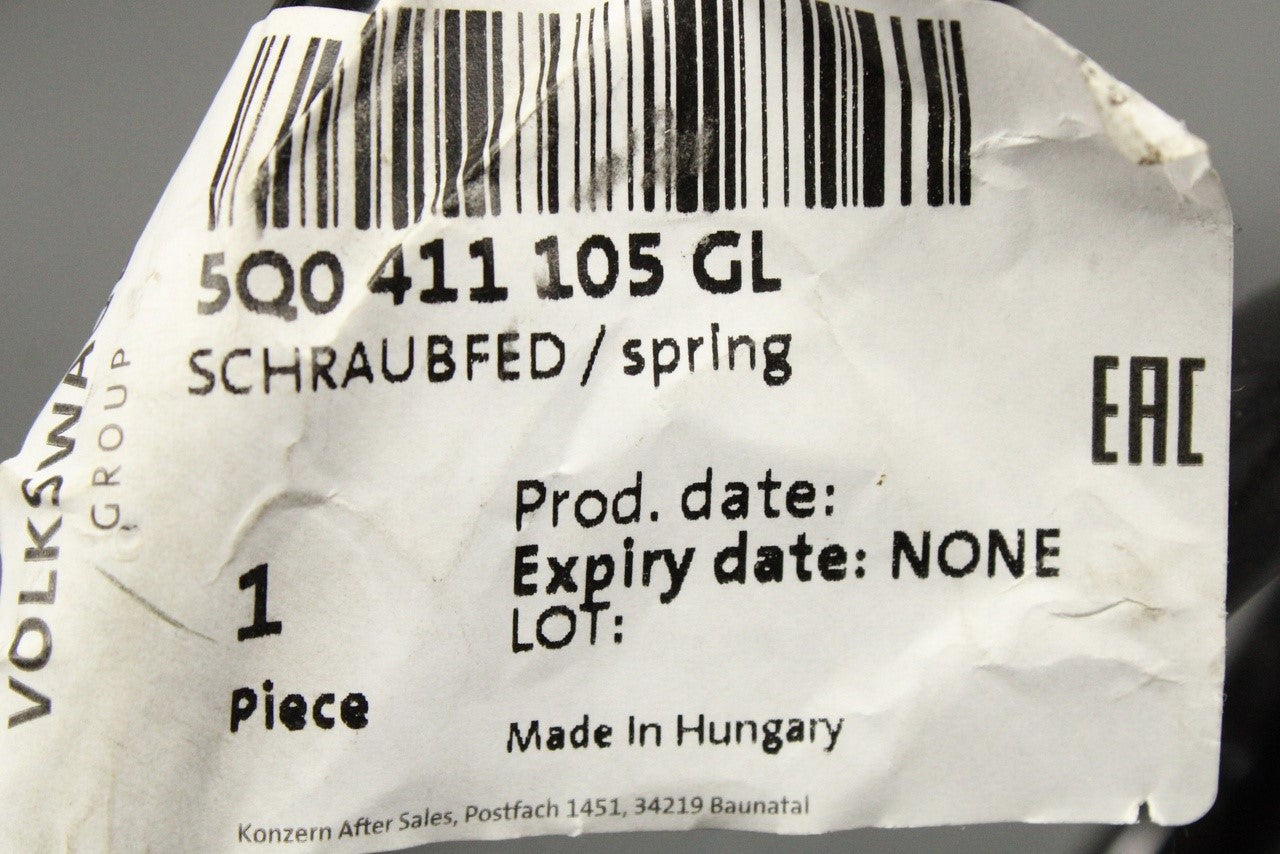 5Q0 411 105 GL
SCHRAUBFED / spring
EAC
Prod. date:
Expiry date: NONE
LOT:
1
Piece
Made In Hungary
Konzern After Sales, Postfach 1451, 34219 Baunatal
GROUP